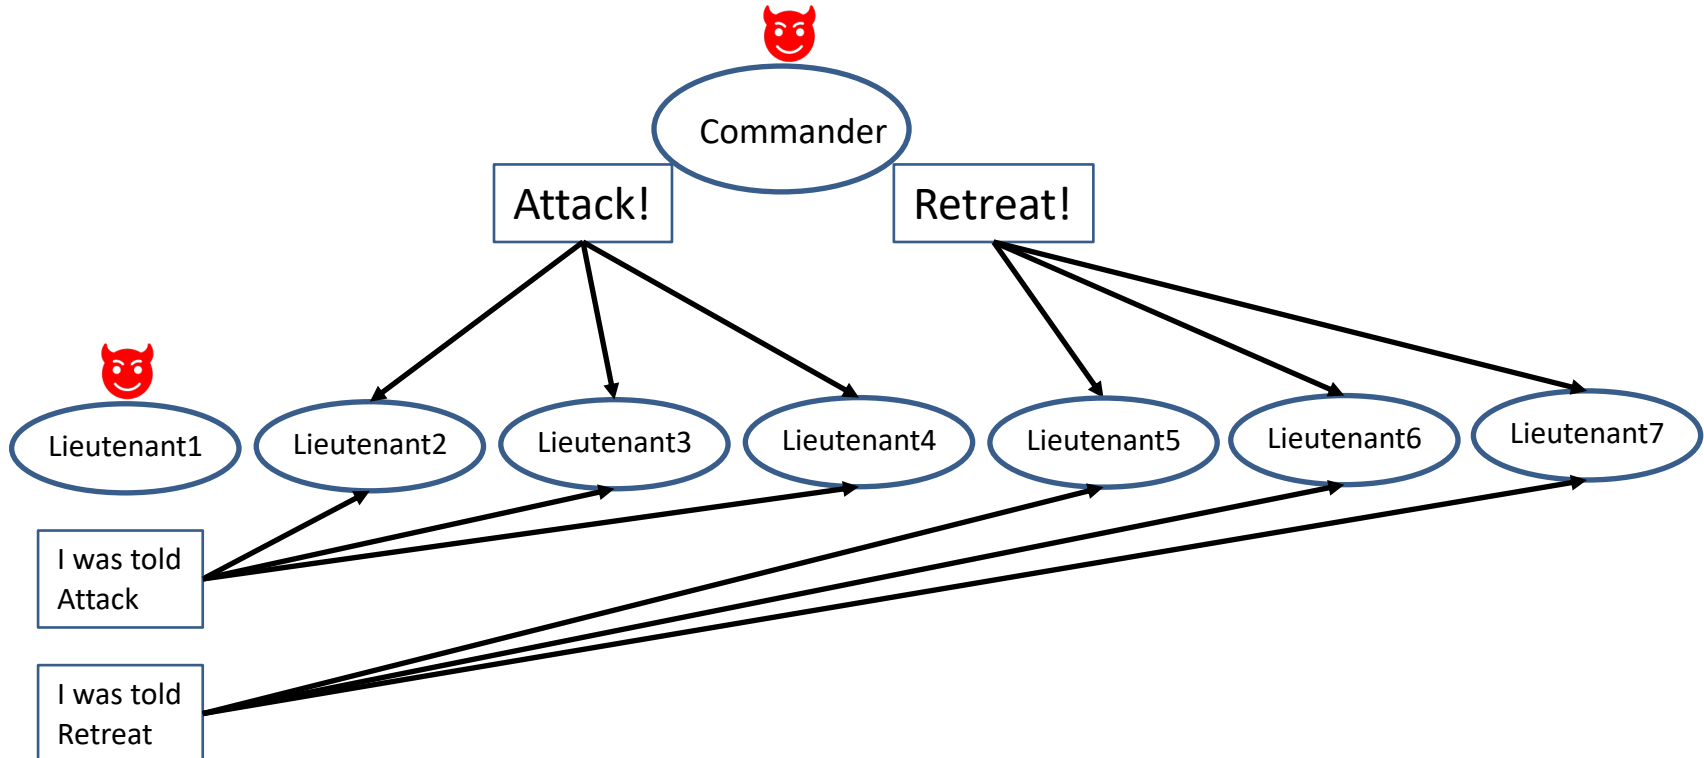 Commander
Attack!
Retreat!
Lieutenant1
Lieutenant2
Lieutenant3
Lieutenant4
Lieutenant5
Lieutenant6
Lieutenant7
I was told
Attack
I was told
Retreat